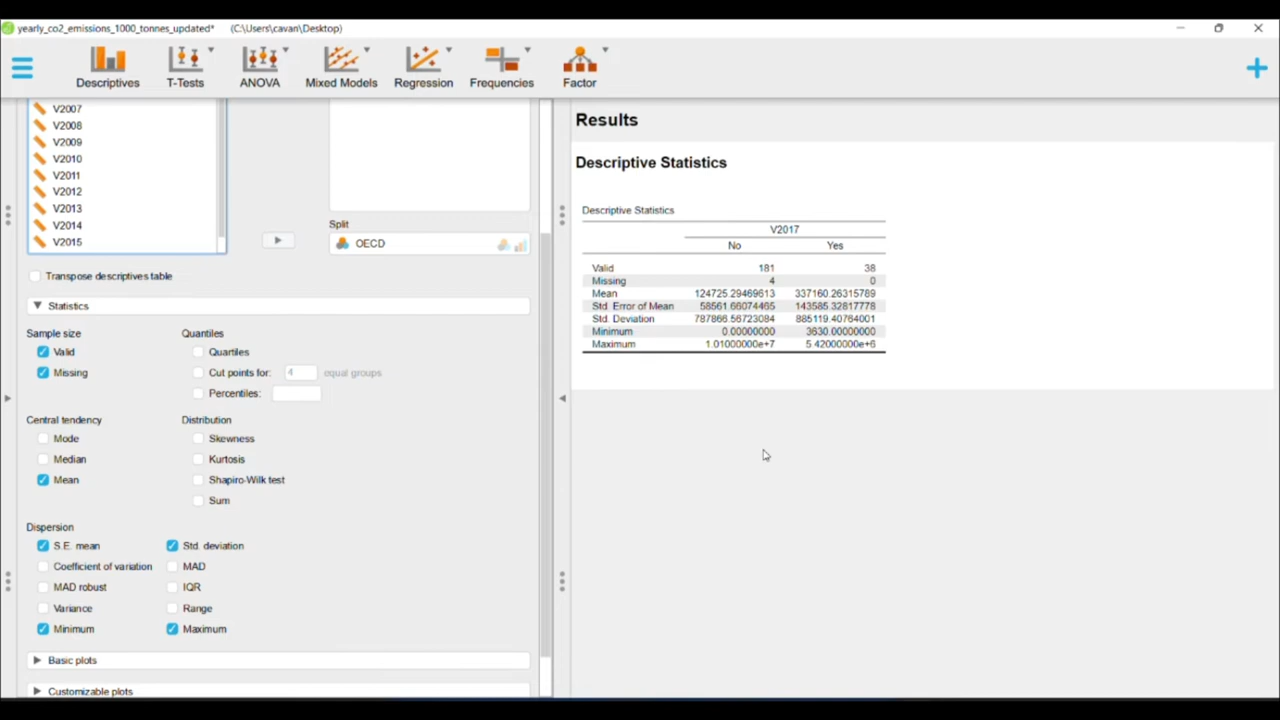 yearly_co2_emissions_1000_tonnes_updated* (C:\Users\cavan\Desktop)
Descriptives T-Tests ANOVA Mixed Models Regression Frequencies Factor
V2007
V2008
V2009
V2010
V2011
V2012
V2013
V2014
V2015
Split
OECD
Transpose descriptives table
Statistics
Sample size Quantiles
Valid Quartiles
Missing Cut points for: 4 equal groups
Percentiles:
Central tendency Distribution
Mode Skewness
Median Kurtosis
Mean Shapiro-Wilk test
Sum
Dispersion
S.E. mean Std. deviation
Coefficient of variation MAD
MAD robust IQR
Variance Range
Minimum Maximum
Basic plots
Customizable plots
Results
Descriptive Statistics
Descriptive Statistics
V2017
No Yes
Valid 181 38
Missing 4 0
Mean 124725.29469613 337160.26315789
Std. Error of Mean 58561.66074465 143585.32817778
Std. Deviation 787866.56723084 885119.40764001
Minimum 0.00000000 3630.00000000
Maximum 1.01000000e+7 5.42000000e+6